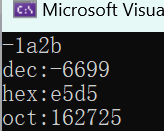 Microsoft Visua
-1a2b
dec:-6699
hex:e5d5
oct:162725